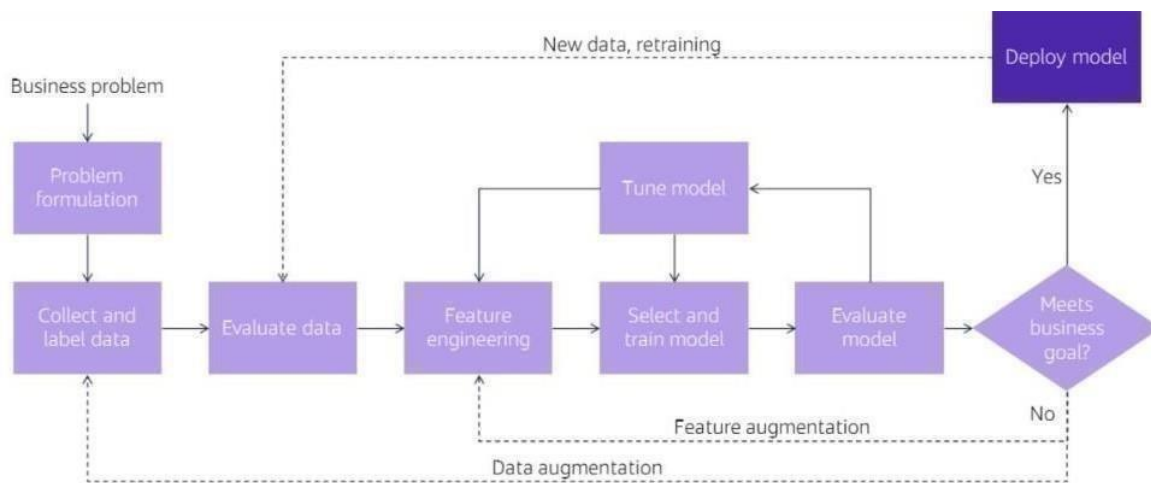 New data, retraining
Deploy model
Business problem
Problem
formulation
Tune model
Yes
Collect and
label data
Evaluate data
Feature
engineering
Select and
train model
Evaluate
model
Meets
business
goal?
No
Feature augmentation
Data augmentation